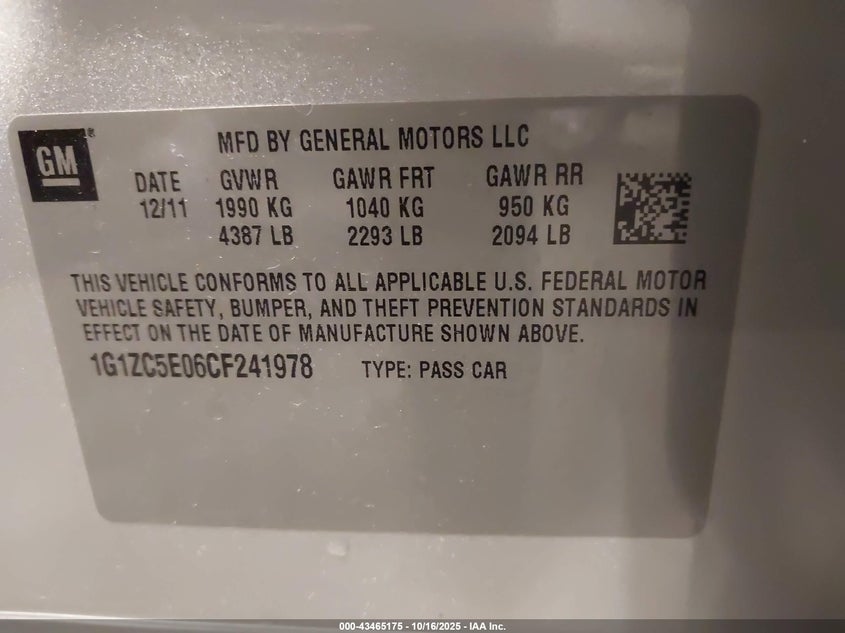 GM®
MFD BY GENERAL MOTORS LLC
DATE GVWR GAWR FRT GAWR RR
12/11 1990 KG 1040 KG 950 KG
4387 LB 2293 LB 2094 LB
THIS VEHICLE CONFORMS TO ALL APPLICABLE U.S. FEDERAL MOTOR
VEHICLE SAFETY, BUMPER, AND THEFT PREVENTION STANDARDS IN
EFFECT ON THE DATE OF MANUFACTURE SHOWN ABOVE.
1G1ZC5E06CF241978 TYPE: PASS CAR
000-43465175 - 10/16/2025 - IAA Inc.